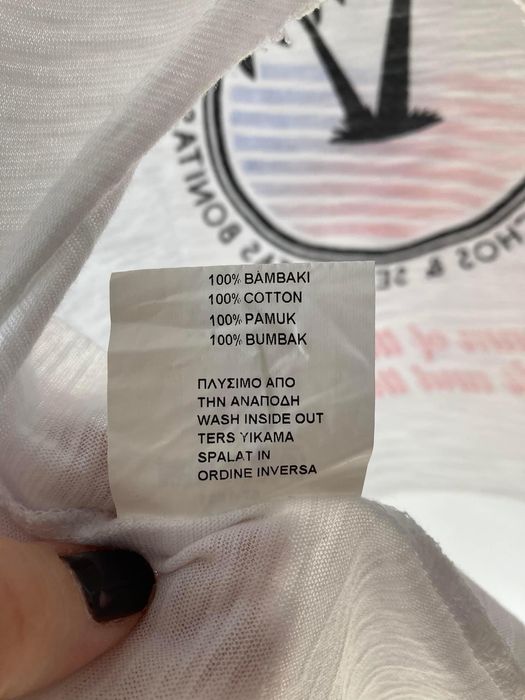 100% ΒΑΜΒΑΚΙ
100% COTTON
100% PAMUK
100% BUMBAK
ΠΛΥΣΙΜΟ ΑΠΟ
ΤΗΝ ΑΝΑΠΟΔΗ
WASH INSIDE OUT
TERS YIKAMA
SPALAT IN
ORDINE INVERSA